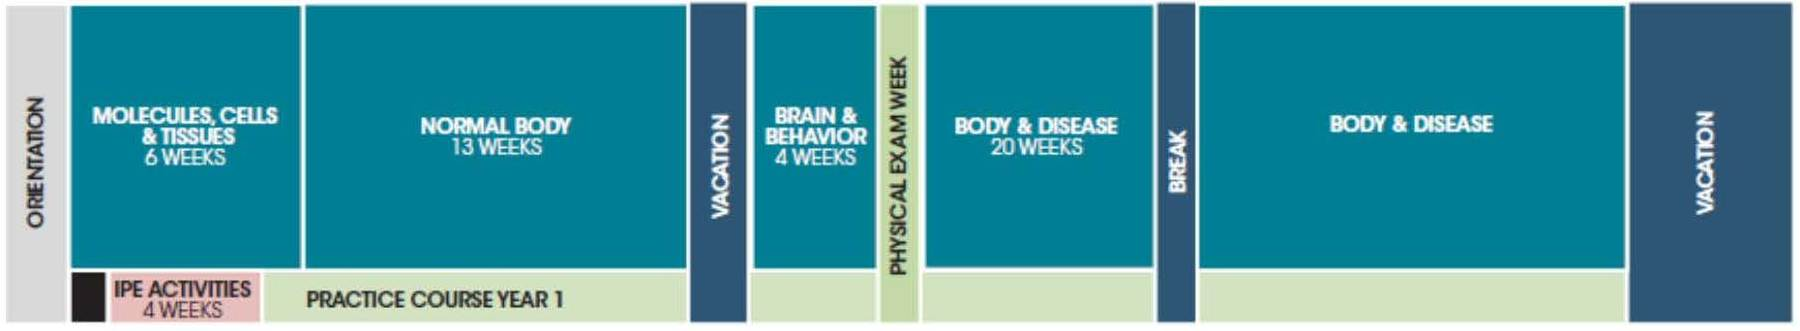 ORIENTATION
MOLECULES, CELLS
& TISSUES
6 WEEKS
NORMAL BODY
13 WEEKS
VACATION
BRAIN &
BEHAVIOR
4 WEEKS
PHYSICAL EXAM WEEK
BODY & DISEASE
20 WEEKS
BREAK
BODY & DISEASE
VACATION
IPE ACTIVITIES
4 WEEKS
PRACTICE COURSE YEAR 1